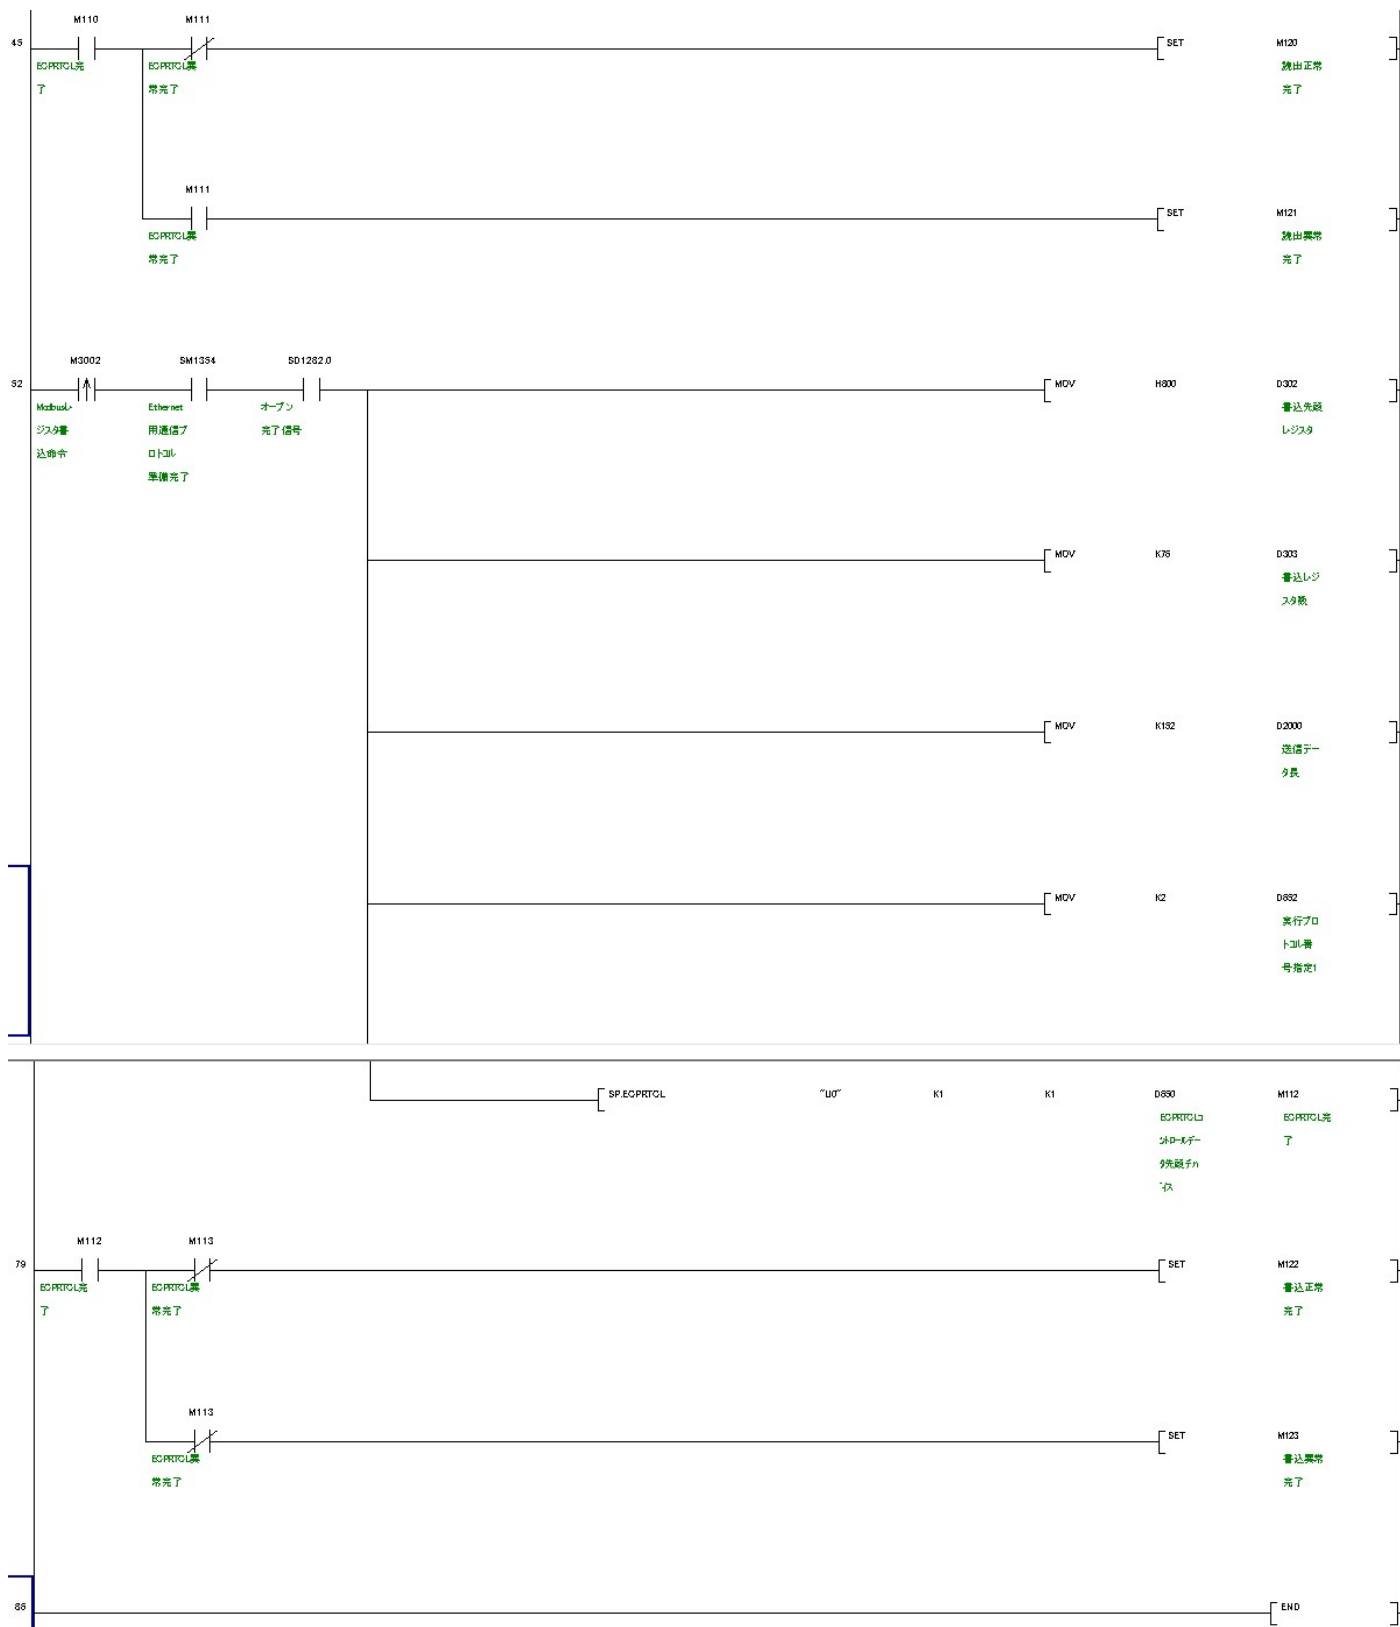 M110 M111
45 SET M120
ECPRTCL完 ECPRTCL異 読出正常
了 常完了 完了
M111
SET M121
ECPRTCL異 読出異常
常完了 完了
M3002 SM1354 SD1282.0
52 MOV H800 D302
Modbusレ Ethernet オープン 書込先頭
ジスタ書 用通信プ 完了信号 レジスタ
込命令 ロトコル
準備完了
MOV D303
書込レジ
スタ数
MOV D2000
送信デー
タ長
MOV K2
実行プロ
トコル番
号指定1
SP.ECPRTCL "U0" K1 K1 M112
ECPRTCLコ ECPRTCL完
ントロールデー 了
タ先頭デバ
イス
M112 M113
79 SET M122
ECPRTCL完 ECPRTCL異 書込正常
了 常完了 完了
M113
SET M123
ECPRTCL異 書込異常
常完了 完了
END